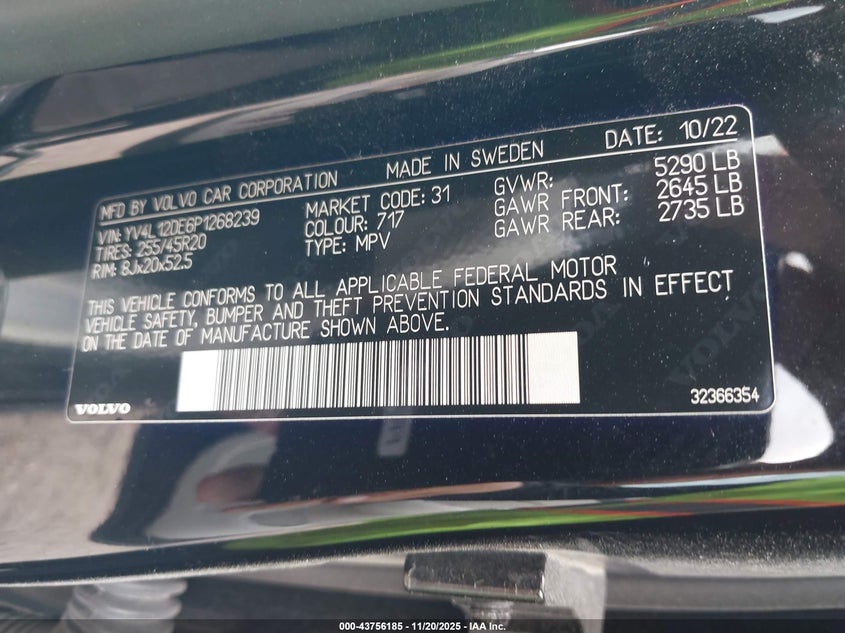 MFD BY VOLVO CAR CORPORATION MADE IN SWEDEN DATE: 10/22
VIN: YV4L12DE6P1268239 MARKET CODE: 31 GVWR: 5290 LB
TIRES: 255/45R20 COLOUR: 717 GAWR FRONT: 2645 LB
RIM: 8Jx20x52.5 TYPE: MPV GAWR REAR: 2735 LB
THIS VEHICLE CONFORMS TO ALL APPLICABLE FEDERAL MOTOR
VEHICLE SAFETY, BUMPER AND THEFT PREVENTION STANDARDS IN EFFECT
ON THE DATE OF MANUFACTURE SHOWN ABOVE.
VOLVO 32366354
000-43756185 - 11/20/2025 - IAA Inc.